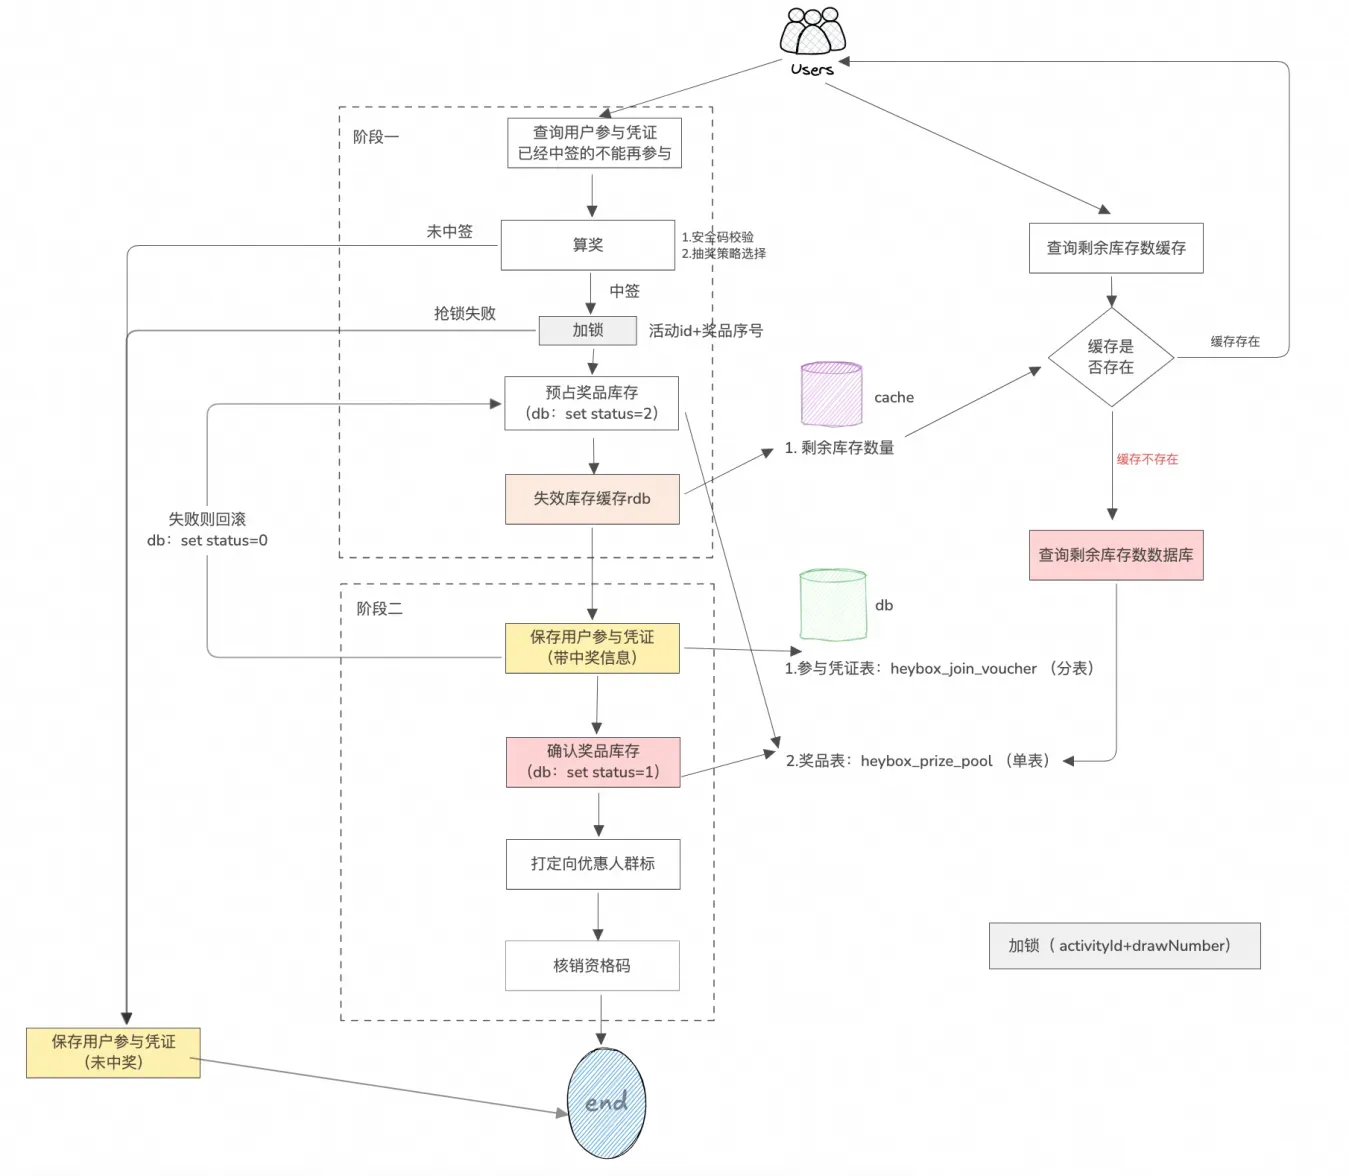 Users
阶段一
查询用户参与凭证
已经中签的不能再参与
未中签
算奖
1.安全码校验
2.抽奖策略选择
中签
抢锁失败
加锁
活动id+奖品序号
预占奖品库存
（db：set status=2）
失效库存缓存rdb
失败则回滚
db：set status=0
阶段二
保存用户参与凭证
（带中奖信息）
确认奖品库存
（db：set status=1）
打定向优惠人群标
核销资格码
保存用户参与凭证
（未中奖）
end
cache
1. 剩余库存数量
db
1.参与凭证表：heybox_join_voucher （分表）
2.奖品表：heybox_prize_pool （单表）
查询剩余库存数缓存
缓存是
否存在
缓存存在
缓存不存在
查询剩余库存数数据库
加锁（ activityId+drawNumber）